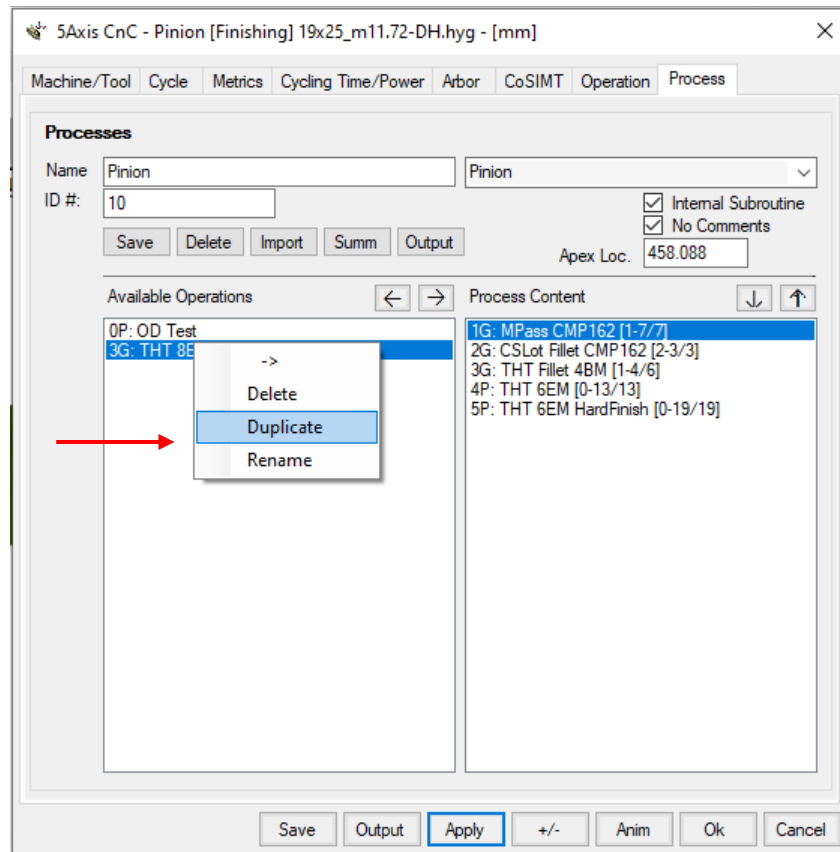 5Axis CnC - Pinion [Finishing] 19x25_m11.72-DH.hyg - [mm]
Machine/Tool Cycle Metrics Cycling Time/Power Arbor CoSIMT Operation Process
Processes
Name Pinion Pinion
ID #: 10 Internal Subroutine
No Comments
Save Delete Import Summ Output Apex Loc. 458.088
Available Operations Process Content
0P: OD Test
3G: THT
->
Delete
Duplicate
Rename
1G: MPass CMP162 [1-7/7]
2G: CSLot Fillet CMP162 [2-3/3]
3G: THT Fillet 4BM [1-4/6]
4P: THT 6EM [0-13/13]
5P: THT 6EM HardFinish [0-19/19]
Save Output Apply +/- Anim Ok Cancel